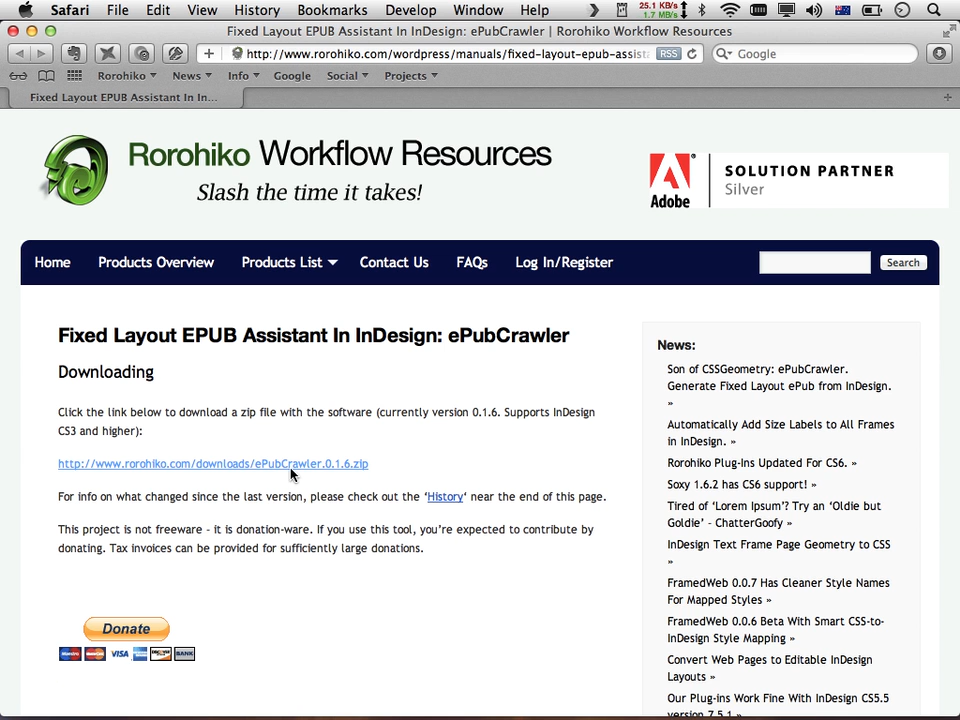 Safari File Edit View History Bookmarks Develop Window Help 25.1 KB/s
1.7 MB/s
Fixed Layout EPUB Assistant In InDesign: ePubCrawler | Rorohiko Workflow Resources
http://www.rorohiko.com/wordpress/manuals/fixed-layout-epub-assista RSS Google
Rorohiko News Info Google Social Projects
Fixed Layout EPUB Assistant In In...
Rorohiko Workflow Resources
Slash the time it takes!
Adobe
SOLUTION PARTNER
Silver
Home Products Overview Products List Contact Us FAQs Log In/Register Search
Fixed Layout EPUB Assistant In InDesign: ePubCrawler
Downloading
Click the link below to download a zip file with the software (currently version 0.1.6. Supports InDesign
CS3 and higher):
http://www.rorohiko.com/downloads/ePubCrawler.0.1.6.zip
For info on what changed since the last version, please check out the ‘History‘ near the end of this page.
This project is not freeware – it is donation-ware. If you use this tool, you’re expected to contribute by
donating. Tax invoices can be provided for sufficiently large donations.
Donate
VISA BANK
News:
Son of CSSGeometry: ePubCrawler.
Generate Fixed Layout ePub from InDesign.
»
Automatically Add Size Labels to All Frames
in InDesign. »
Rorohiko Plug-Ins Updated For CS6. »
Soxy 1.6.2 has CS6 support! »
Tired of ‘Lorem Ipsum’? Try an ‘Oldie but
Goldie’ – ChatterGoofy »
InDesign Text Frame Page Geometry to CSS
»
FramedWeb 0.0.7 Has Cleaner Style Names
For Mapped Styles »
FramedWeb 0.0.6 Beta With Smart CSS-to-
InDesign Style Mapping »
Convert Web Pages to Editable InDesign
Layouts »
Our Plug-ins Work Fine With InDesign CS5.5
version 7.5.1 »